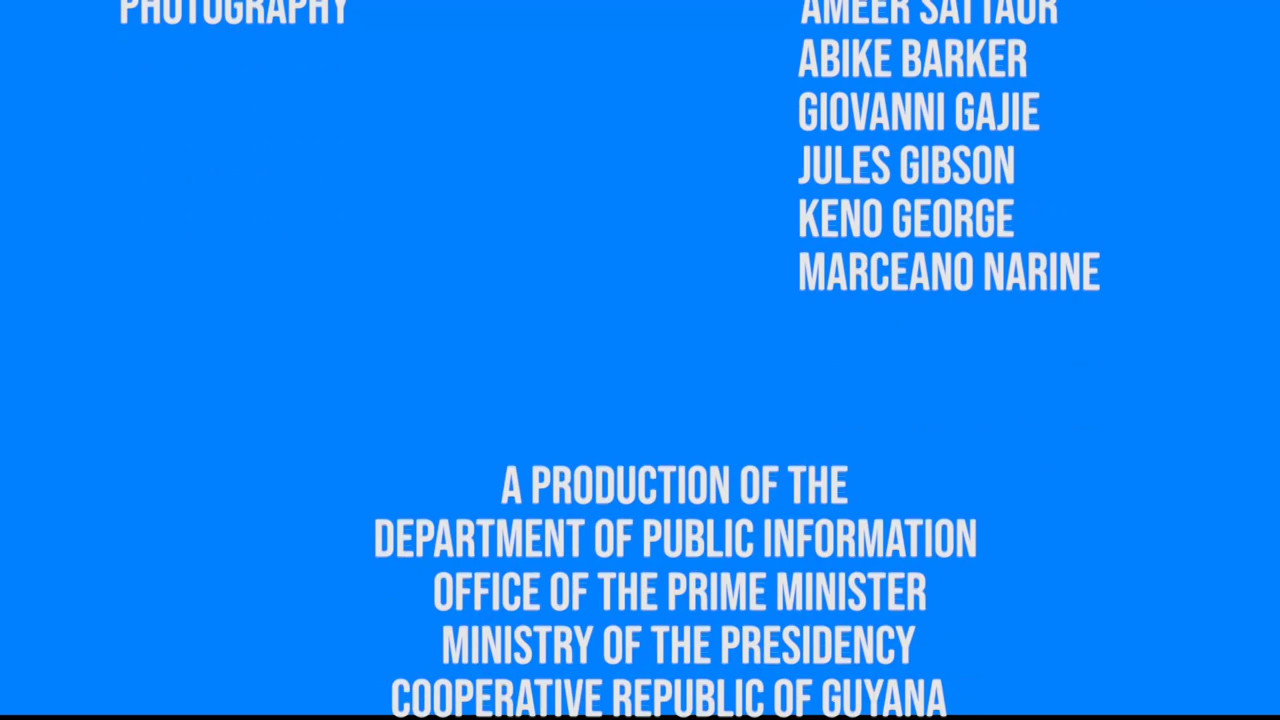 PHOTOGRAPHY
AMEER SATTAUR
ABIKE BARKER
GIOVANNI GAJIE
JULES GIBSON
KENO GEORGE
MARCEANO NARINE
A PRODUCTION OF THE
DEPARTMENT OF PUBLIC INFORMATION
OFFICE OF THE PRIME MINISTER
MINISTRY OF THE PRESIDENCY
COOPERATIVE REPUBLIC OF GUYANA